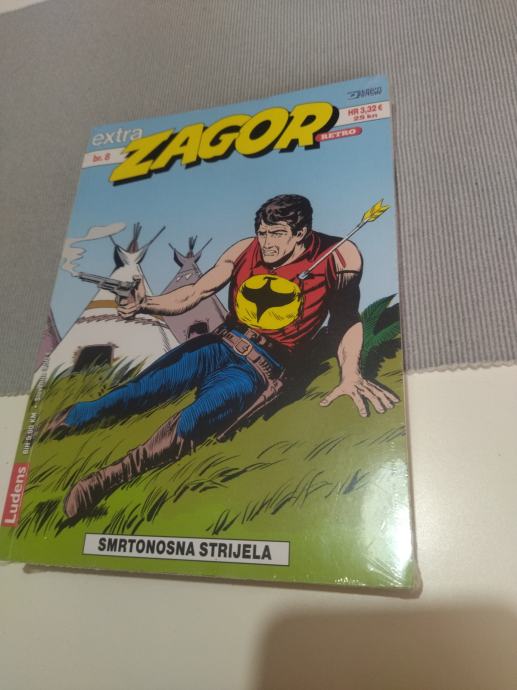 extra
br. 8
ZAGOR
RETRO
HR 3,32 €
25 kn
Ludens
SMRTONOSNA STRIJELA